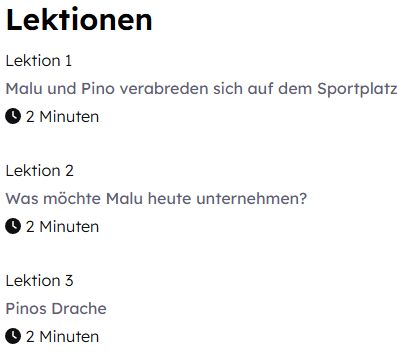 Lektionen
Lektion 1
Malu und Pino verabreden sich auf dem Sportplatz
2 Minuten
Lektion 2
Was möchte Malu heute unternehmen?
2 Minuten
Lektion 3
Pinos Drache
2 Minuten